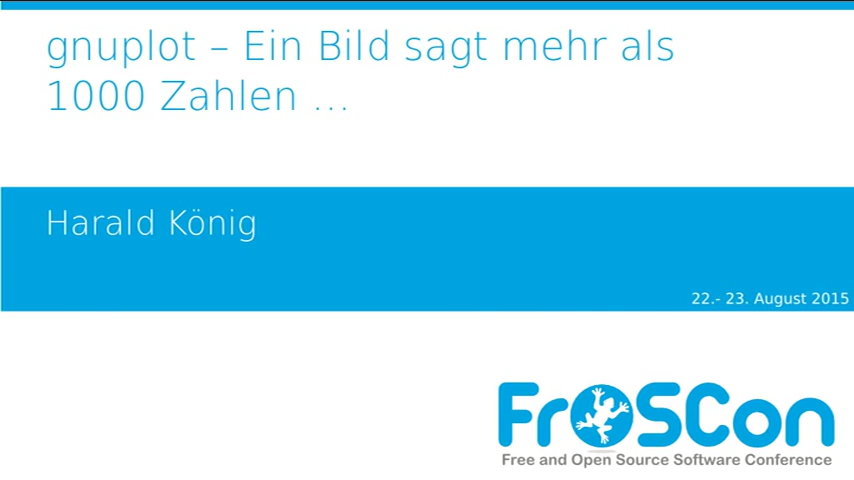 gnuplot – Ein Bild sagt mehr als
1000 Zahlen ...
Harald König
22.- 23. August 2015
FrOSCon
Free and Open Source Software Conference